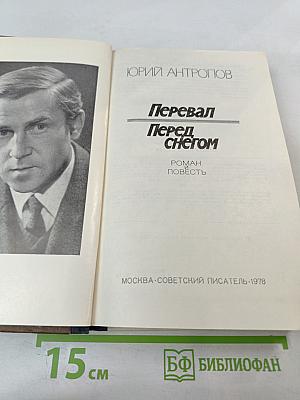 ЮРИЙ АНТРОПОВ
Перевал
Перед
снегом
РОМАН
И
ПОВЕСТЬ
МОСКВА·СОВЕТСКИЙ ПИСАТЕЛЬ·1978
15 см
БФ БИБЛИОФАН